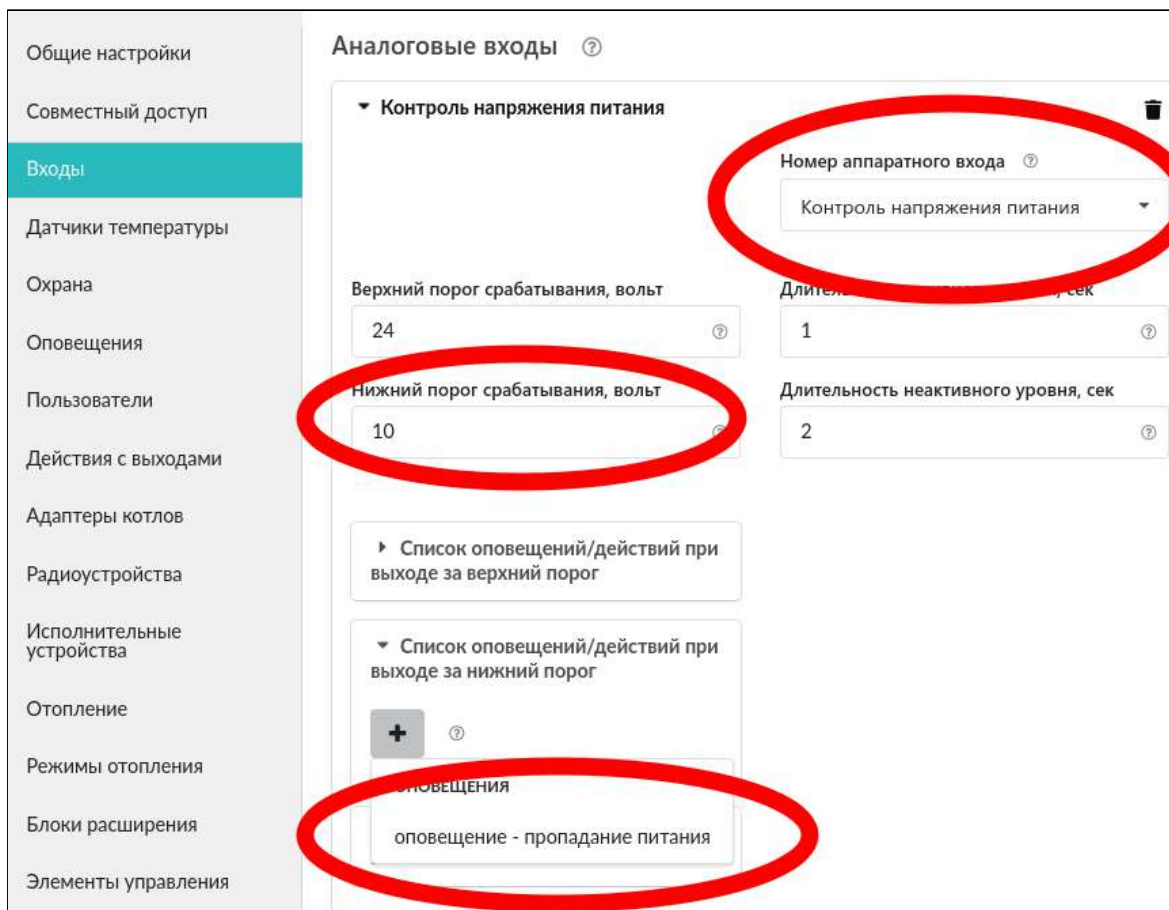 Общие настройки
Совместный доступ
Входы
Датчики температуры
Охрана
Оповещения
Пользователи
Действия с выходами
Адаптеры котлов
Радиоустройства
Исполнительные
устройства
Отопление
Режимы отопления
Блоки расширения
Элементы управления
Аналоговые входы
Контроль напряжения питания
Номер аппаратного входа
Контроль напряжения питания
Верхний порог срабатывания, вольт
24
сек
1
Нижний порог срабатывания, вольт
10
Длительность неактивного уровня, сек
2
Список оповещений/действий при
выходе за верхний порог
Список оповещений/действий при
выходе за нижний порог
+
оповещение - пропадание питания